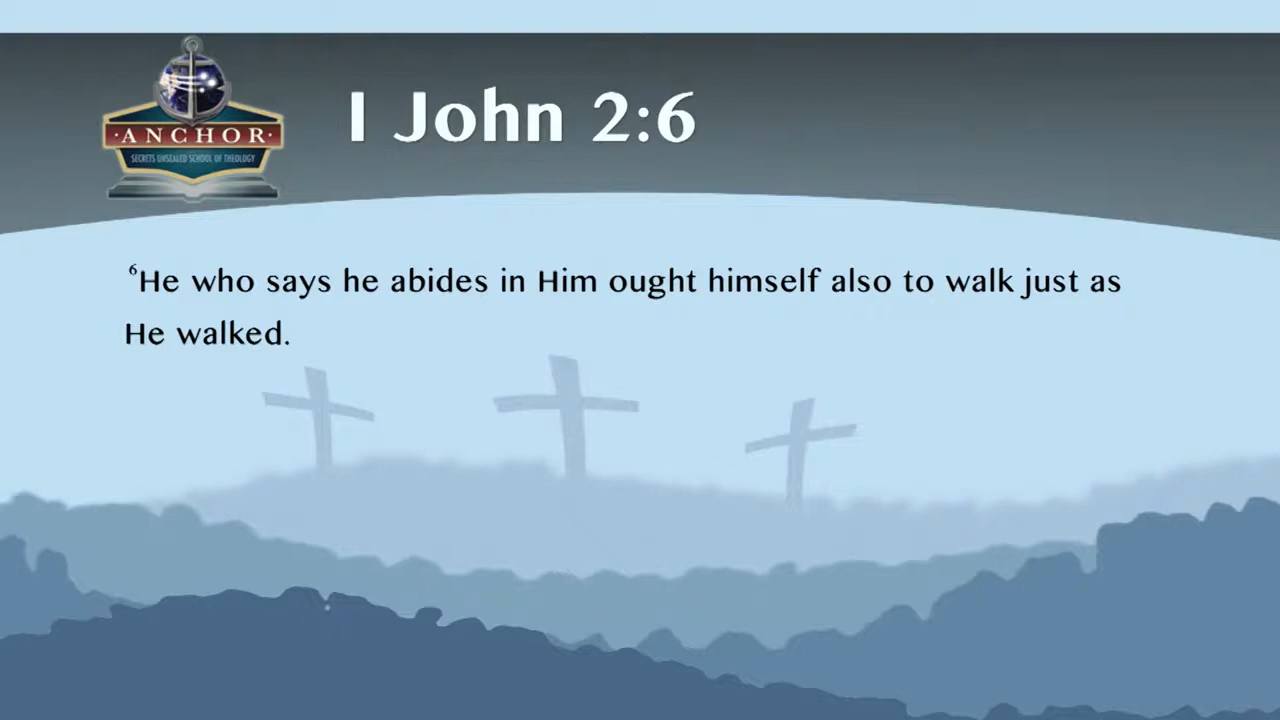 I John 2:6
·ANCHOR·
SECRETS UNSEALED SCHOOL OF THEOLOGY
6He who says he abides in Him ought himself also to walk just as
He walked.